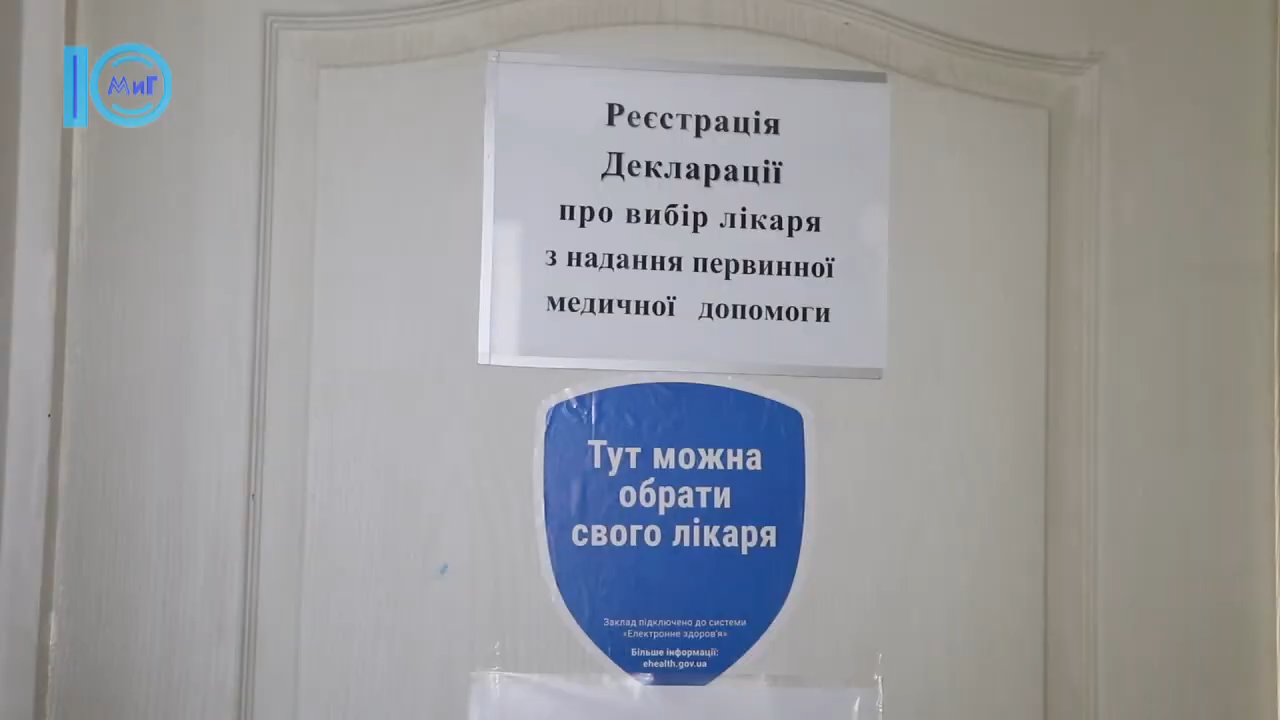 МиГ
Реєстрація
Декларації
про вибір лікаря
з надання первинної
медичної допомоги
Тут можна
обрати
свого лікаря
Заклад підключено до системи
«Електронне здоров'я»
Більше інформації:
ehealth.gov.ua